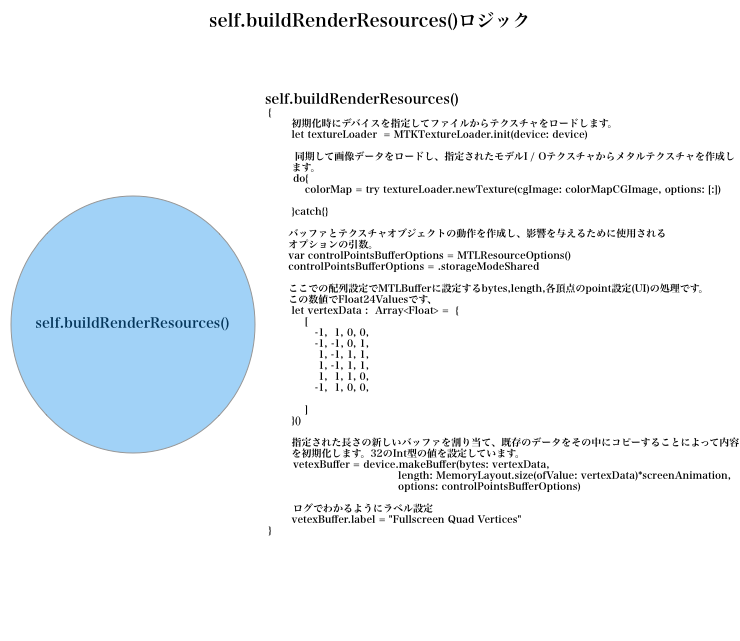 self.buildRenderResources()ロジック
self.buildRenderResources()
{
初期化時にデバイスを指定してファイルからテクスチャをロードします。
let textureLoader = MTKTextureLoader.init(device: device)
同期して画像データをロードし、指定されたモデルI / Oテクスチャからメタルテクスチャを作成し
ます。
do{
colorMap = try textureLoader.newTexture(cgImage: colorMapCGImage, options: [:])
}catch{}
バッファとテクスチャオブジェクトの動作を作成し、影響を与えるために使用される
オプションの引数。
var controlPointsBufferOptions = MTLResourceOptions()
controlPointsBufferOptions = .storageModeShared
ここでの配列設定でMTLBufferに設定するbytes,length,各頂点のpoint設定(UI)の処理です。
この数値でFloat24Valuesです、
let vertexData : Array<Float> = {
[
-1, 1, 0, 0,
-1, -1, 0, 1,
1, -1, 1, 1,
1, -1, 1, 1,
1, 1, 1, 0,
-1, 1, 0, 0,
]
}()
指定された長さの新しいバッファを割り当て、既存のデータをその中にコピーすることによって内容
を初期化します。32のInt型の値を設定しています。
vetexBuffer = device.makeBuffer(bytes: vertexData,
length: MemoryLayout.size(ofValue: vertexData)*screenAnimation,
options: controlPointsBufferOptions)
ログでわかるようにラベル設定
vetexBuffer.label = "Fullscreen Quad Vertices"
}
self.buildRenderResources()